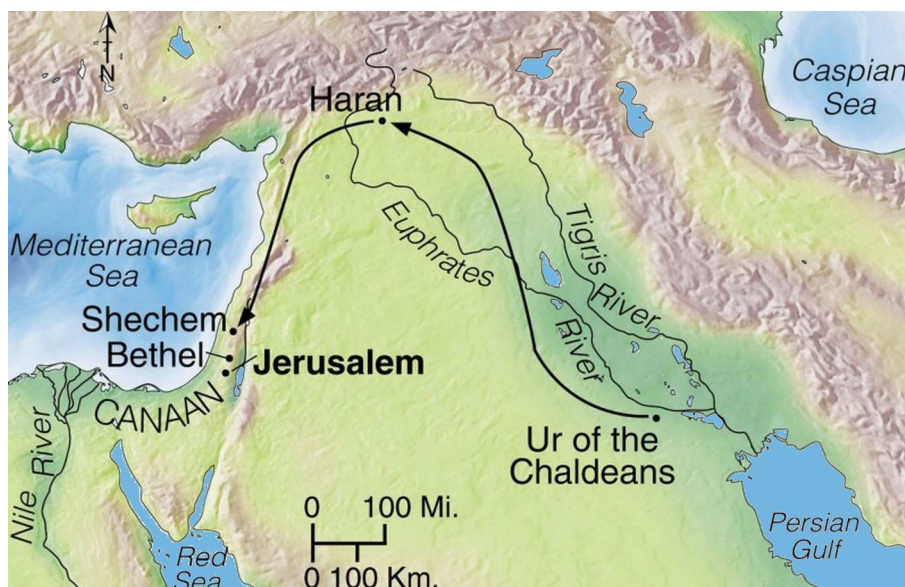 N
Haran
Caspian
Sea
Mediterranean
Sea
Euphrates
River
Tigris
River
Shechem
Bethel
Jerusalem
CANAAN
Nile
River
Ur of the
Chaldeans
0 100 Mi.
0 100 Km.
Red
Sea
Persian
Gulf